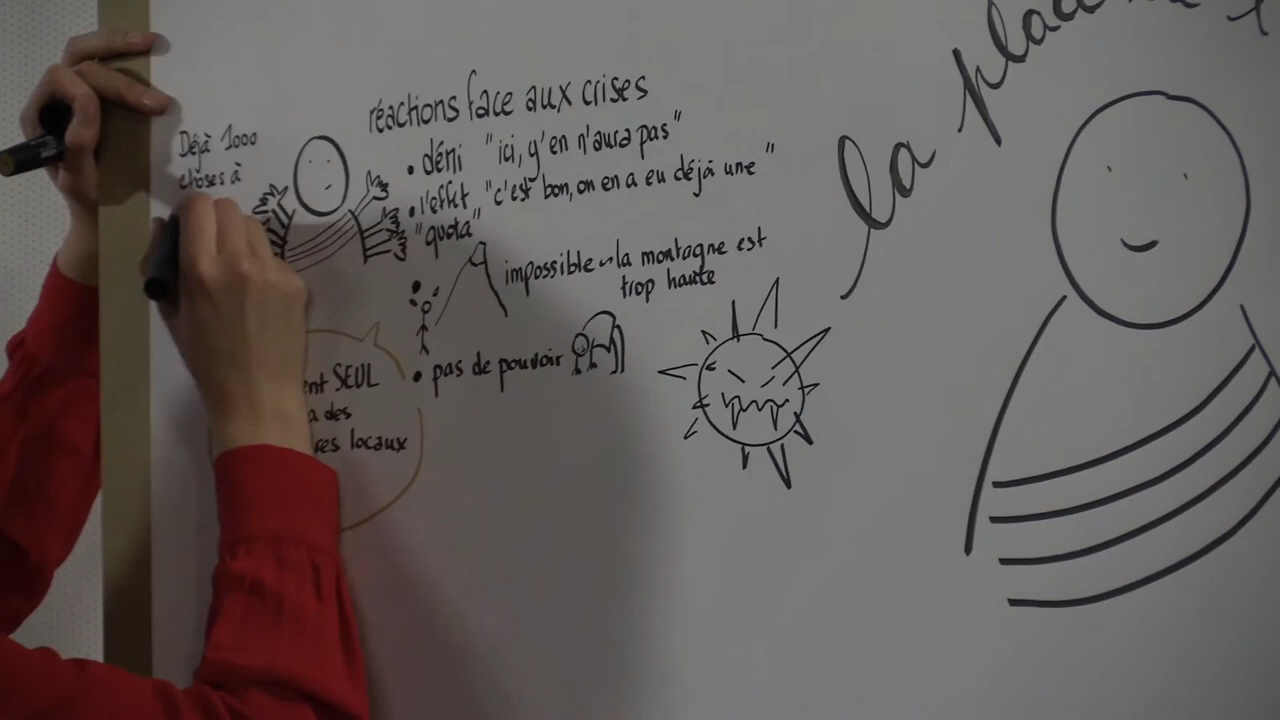 la place
réactions face aux crises
• déni "ici, y'en n'aura pas"
• l'effet "c'est bon, on en a eu déjà une"
"quota"
Déjà 1000
choses à
impossible ~ la montagne est
trop haute
• pas de pouvoir
SEUL
a des
locaux